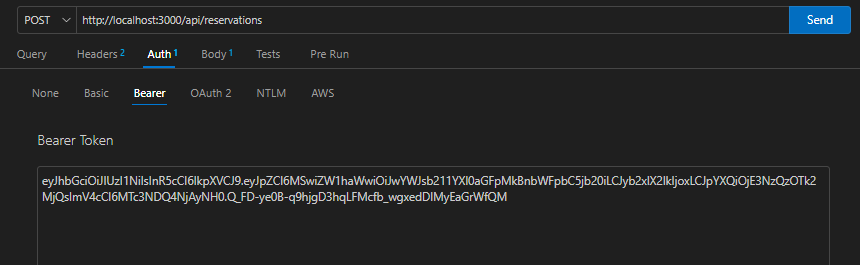 POST http://localhost:3000/api/reservations Send
Query Headers 2 Auth 1 Body 1 Tests Pre Run
None Basic Bearer OAuth 2 NTLM AWS
Bearer Token
eyJhbGciOiJIUzI1NiIsInR5cCI6IkpXVCJ9.eyJpZCI6MSwiZW1haWwiOiJwYWJsb211YXl0aGFpMkBnbWFpbC5jb20iLCJyb2xlX2lkIjoxLCJpYXQiOjE3NzQzOTk2
MjQsImV4cCI6MTc3NDQ4NjAyNH0.Q_FD-ye0B-q9hjgD3hqLFMcfb_wgxedDIMyEaGrWfQM